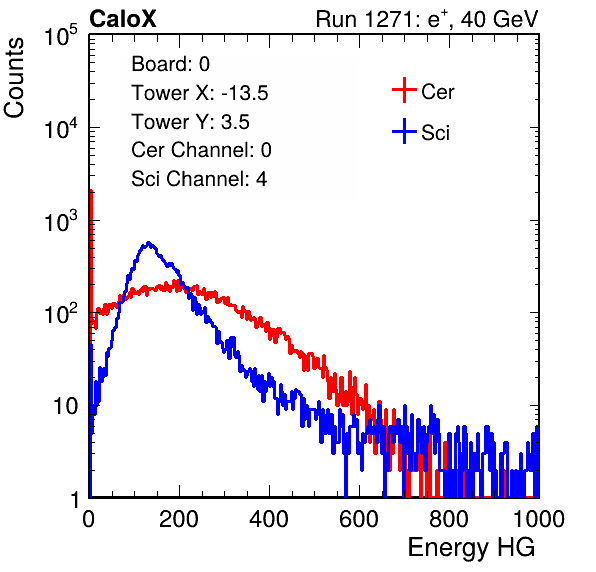 CaloX Run 1271: e⁺, 40 GeV
Counts
10⁵
10⁴
10³
10²
10
1
Board: 0
Tower X: -13.5
Tower Y: 3.5
Cer Channel: 0
Sci Channel: 4
Cer
Sci
0 200 400 600 800 1000
Energy HG